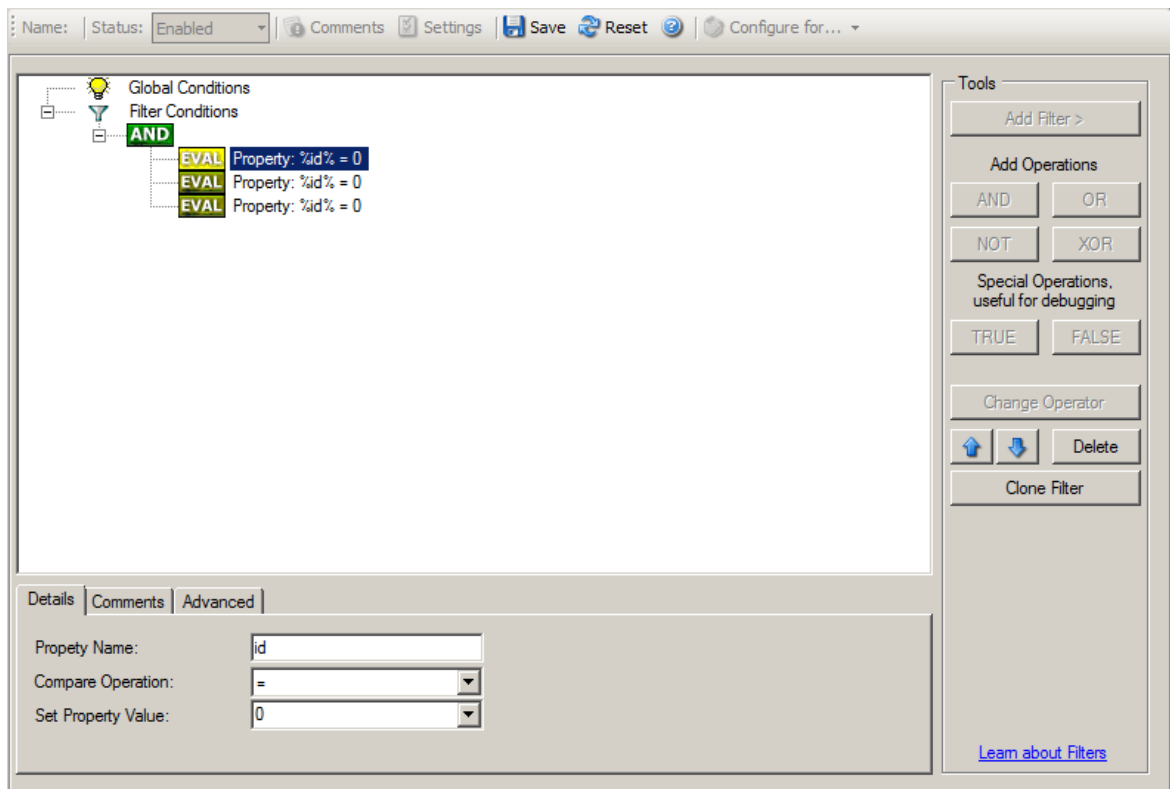 Name: Status: Enabled Comments Settings Save Reset Configure for...
Global Conditions
Filter Conditions
AND
EVAL Property: %id% = 0
EVAL Property: %id% = 0
EVAL Property: %id% = 0
Tools
Add Filter >
Add Operations
AND OR
NOT XOR
Special Operations,
useful for debugging
TRUE FALSE
Change Operator
Delete
Clone Filter
Learn about Filters
Details Comments Advanced
Propety Name: id
Compare Operation: =
Set Property Value: 0